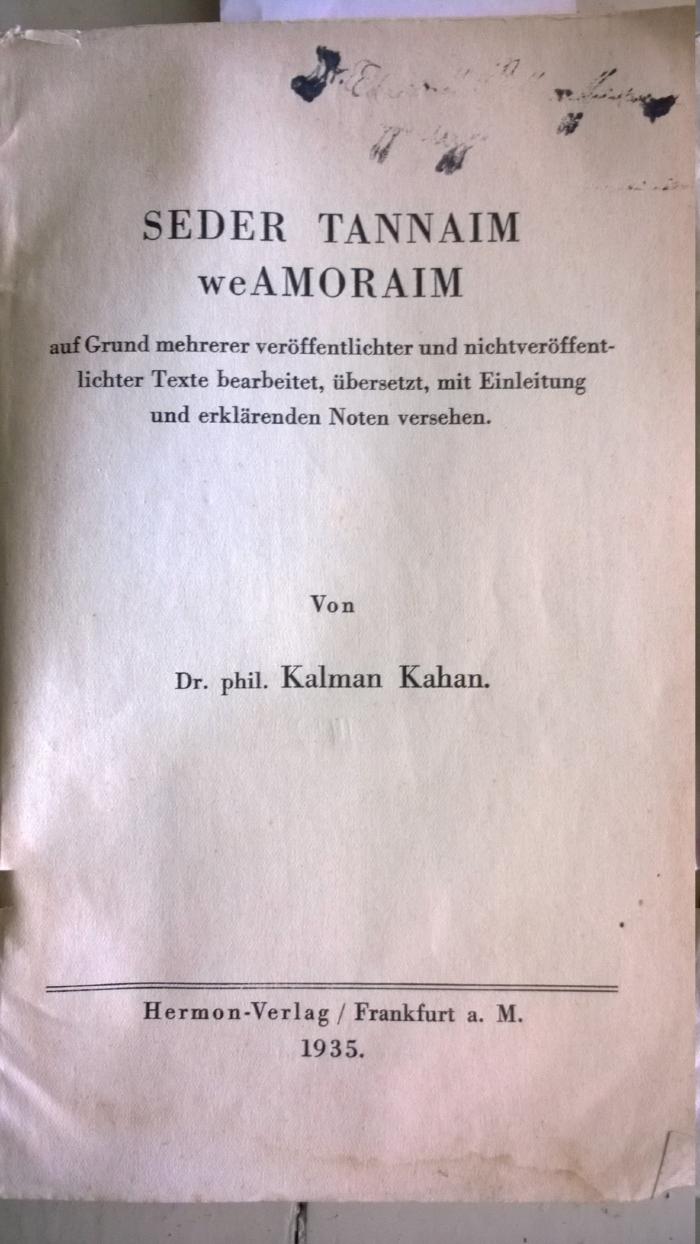 SEDER TANNAIM
weAMORAIM
auf Grund mehrerer veröffentlichter und nichtveröffent-
lichter Texte bearbeitet, übersetzt, mit Einleitung
und erklärenden Noten versehen.
Von
Dr. phil. Kalman Kahan.
Hermon-Verlag / Frankfurt a. M.
1935.